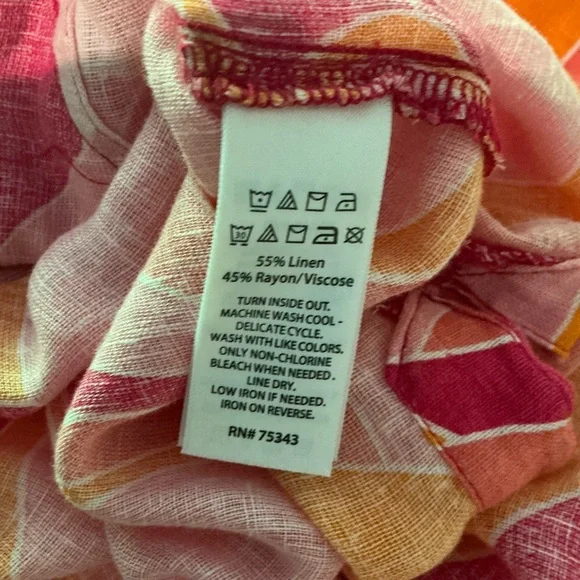 30
55% Linen
45% Rayon/Viscose
TURN INSIDE OUT.
MACHINE WASH COOL -
DELICATE CYCLE.
WASH WITH LIKE COLORS.
ONLY NON-CHLORINE
BLEACH WHEN NEEDED.
LINE DRY.
LOW IRON IF NEEDED.
IRON ON REVERSE.
RN# 75343